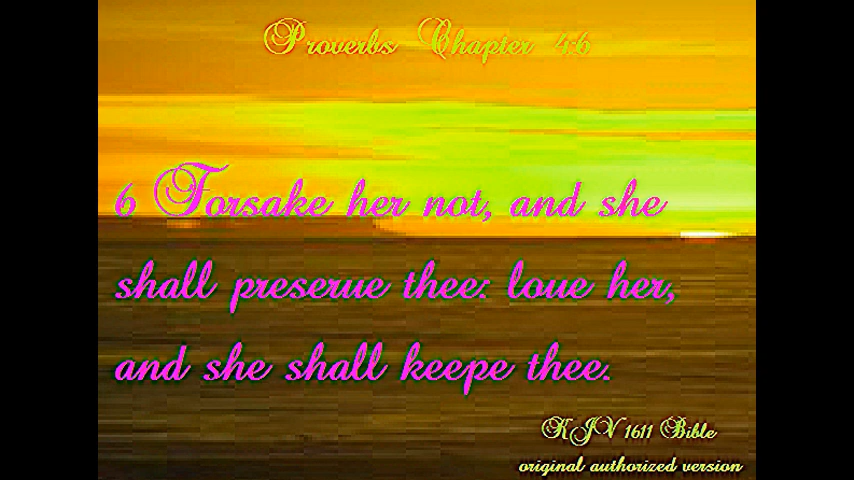 Proverbs Chapter 4:6
6 Forsake her not, and she
shall preserue thee: loue her,
and she shall keepe thee.
KJV 1611 Bible
original authorized version